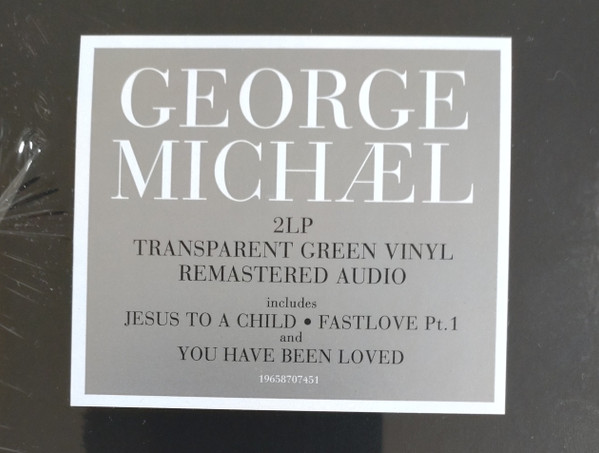 GEORGE
MICHÆL
2LP
TRANSPARENT GREEN VINYL
REMASTERED AUDIO
includes
JESUS TO A CHILD • FASTLOVE Pt.1
and
YOU HAVE BEEN LOVED
19658707451